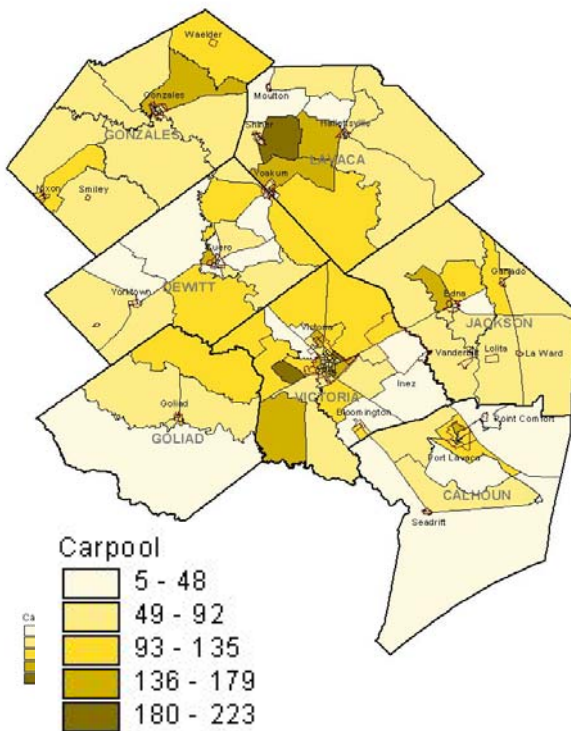 Waelder
Gonzales
GONZALES
Moulton
Shiner
Hallettsville
LAVACA
Nixon
Smiley
Yoakum
Cuero
Yorktown
DEWITT
Ganado
Edna
JACKSON
Victoria
Vanderbilt
Lolita
La Ward
Inez
VICTORIA
Goliad
GOLIAD
Bloomington
Point Comfort
Port Lavaca
CALHOUN
Seadrift
Carpool
5 - 48
49 - 92
93 - 135
136 - 179
180 - 223
Ca